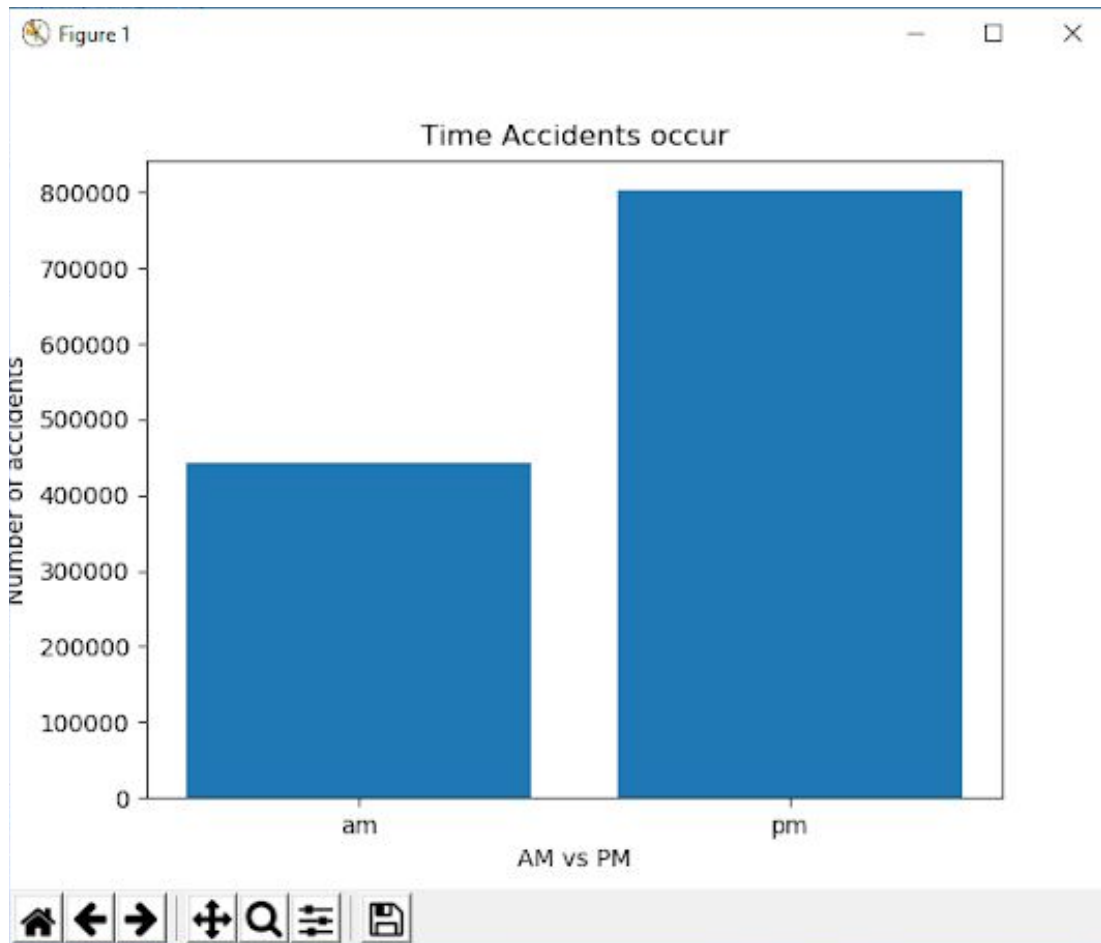 Figure 1
Time Accidents occur
Number of accidents
800000
700000
600000
500000
400000
300000
200000
100000
0
am
pm
AM vs PM